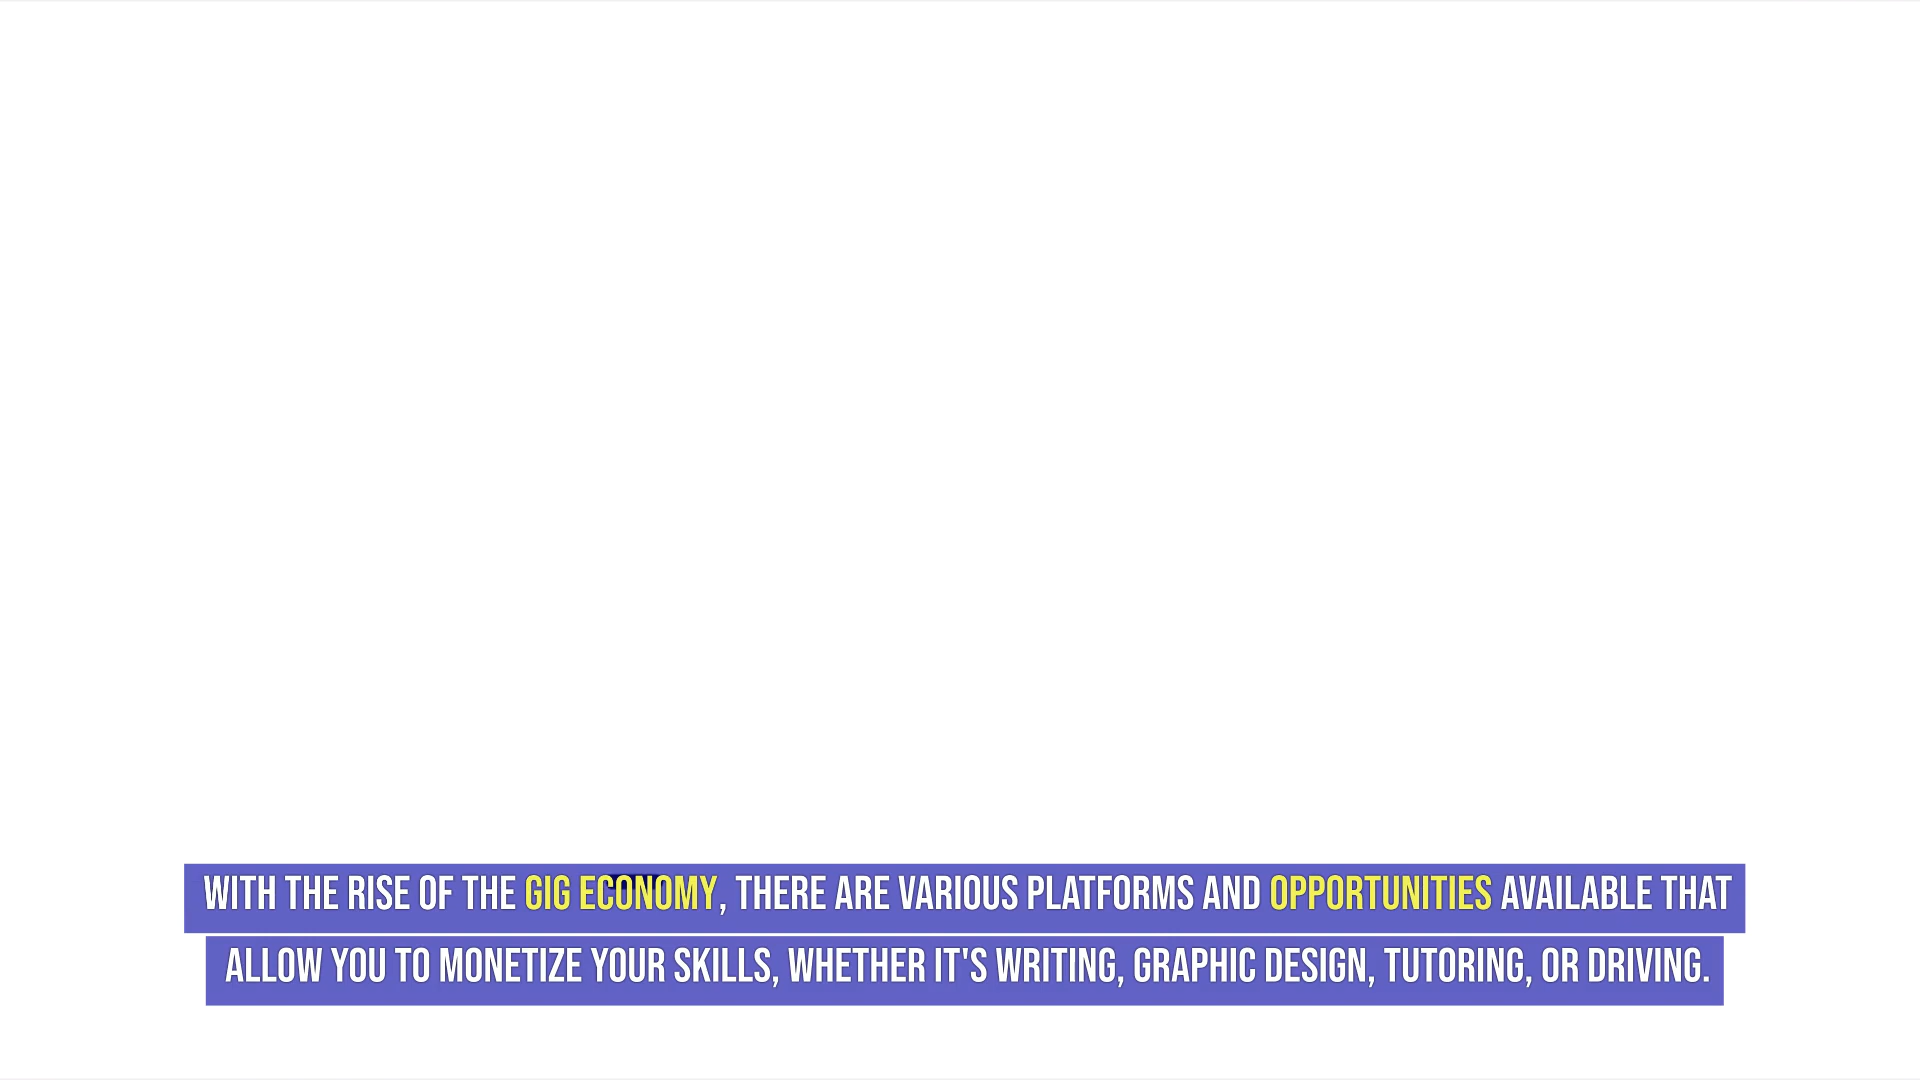 WITH THE RISE OF THE GIG ECONOMY, THERE ARE VARIOUS PLATFORMS AND OPPORTUNITIES AVAILABLE THAT
ALLOW YOU TO MONETIZE YOUR SKILLS, WHETHER IT'S WRITING, GRAPHIC DESIGN, TUTORING, OR DRIVING.